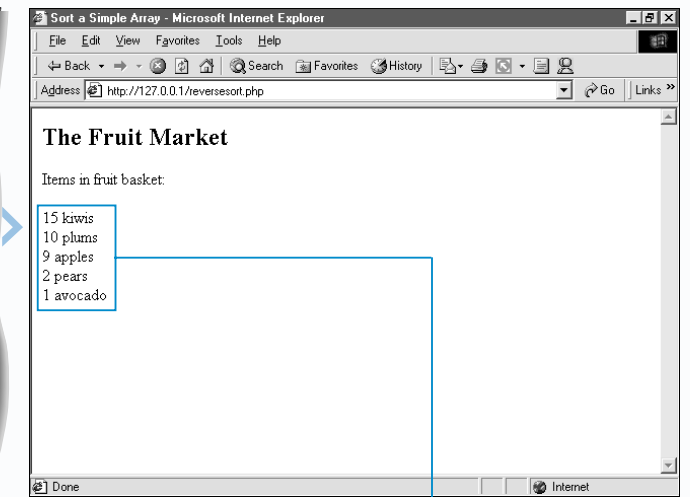 Sort a Simple Array - Microsoft Internet Explorer
File Edit View Favorites Tools Help
Back Search Favorites History
Address http://127.0.0.1/reversesort.php Go Links »
The Fruit Market
Items in fruit basket:
15 kiwis
10 plums
9 apples
2 pears
1 avocado
Done Internet